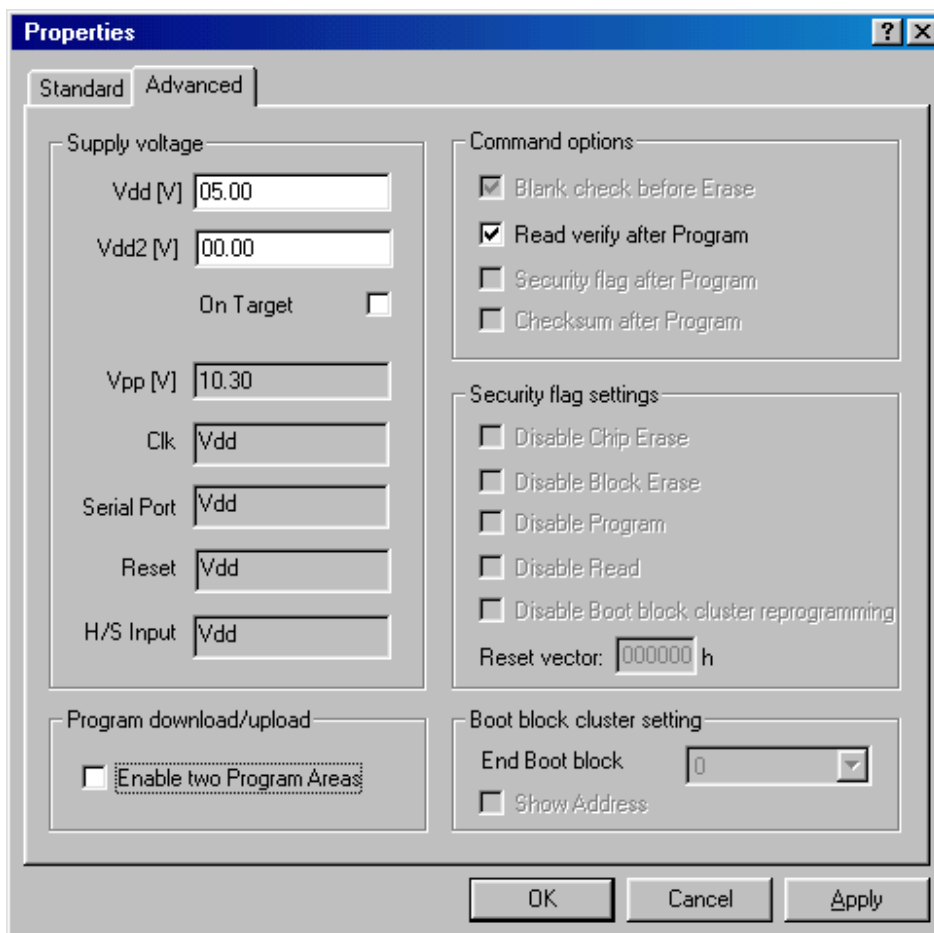 Properties
Standard
Advanced
Supply voltage
Vdd [V] 05.00
Vdd2 [V] 00.00
On Target
Vpp [V] 10.30
Clk Vdd
Serial Port Vdd
Reset Vdd
H/S Input Vdd
Program download/upload
Enable two Program Areas
Command options
Blank check before Erase
Read verify after Program
Security flag after Program
Checksum after Program
Security flag settings
Disable Chip Erase
Disable Block Erase
Disable Program
Disable Read
Disable Boot block cluster reprogramming
Reset vector: 000000 h
Boot block cluster setting
End Boot block 0
Show Address
OK
Cancel
Apply